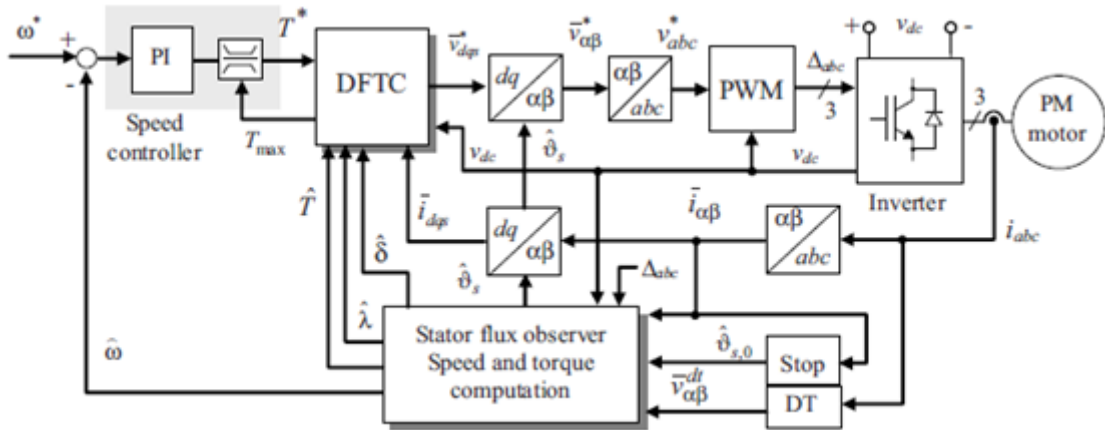 ω* + -
PI
Speed
controller
T*
T_max
DFTC
v̄*_dqs
dq
αβ
v̄*_αβ
αβ
abc
v*_abc
PWM
Δ_abc
3
+ v_dc -
Inverter
3
PM
motor
v_dc
v_dc
ϑ̂_s
T̂
ī_dqs
dq
αβ
ī_αβ
αβ
abc
i_abc
δ̂
ϑ̂_s
Δ_abc
λ̂
ω̂
Stator flux observer
Speed and torque
computation
ϑ̂_s,0
Stop
v̄^dt_αβ
DT